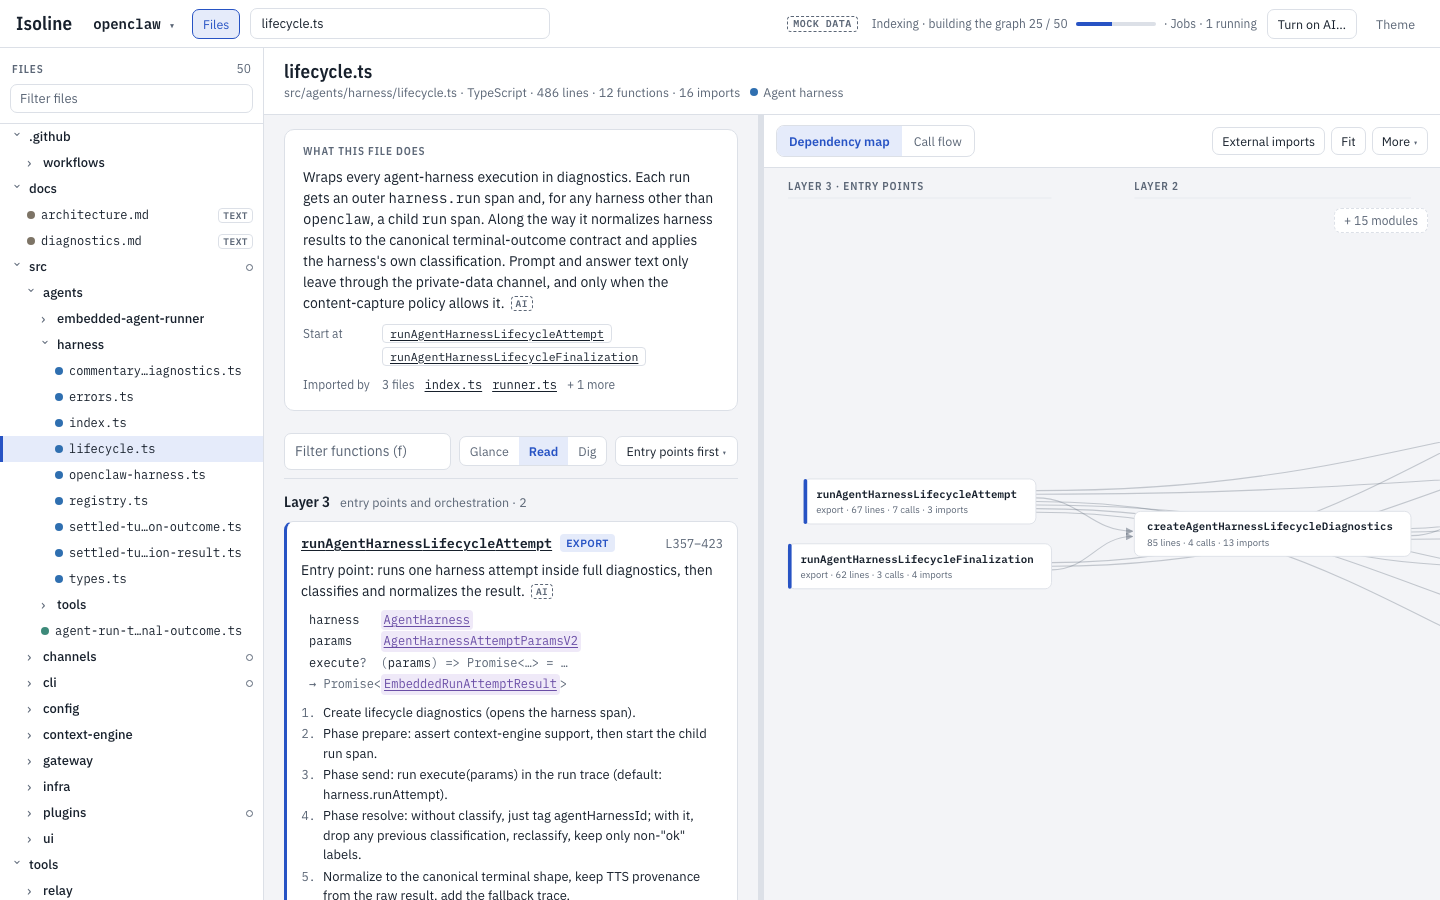 Isoline
openclaw ▾
Files
lifecycle.ts
MOCK DATA
Indexing · building the graph 25 / 50
· Jobs · 1 running
Turn on AI…
Theme
FILES
50
Filter files
.github
workflows
docs
architecture.md TEXT
diagnostics.md TEXT
src
agents
embedded-agent-runner
harness
commentary…iagnostics.ts
errors.ts
index.ts
lifecycle.ts
openclaw-harness.ts
registry.ts
settled-tu…on-outcome.ts
settled-tu…ion-result.ts
types.ts
tools
agent-run-t…nal-outcome.ts
channels
cli
config
context-engine
gateway
infra
plugins
ui
tools
relay
lifecycle.ts
src/agents/harness/lifecycle.ts · TypeScript · 486 lines · 12 functions · 16 imports Agent harness
WHAT THIS FILE DOES
Wraps every agent-harness execution in diagnostics. Each run
gets an outer harness.run span and, for any harness other than
openclaw, a child run span. Along the way it normalizes harness
results to the canonical terminal-outcome contract and applies
the harness's own classification. Prompt and answer text only
leave through the private-data channel, and only when the
content-capture policy allows it. AI
Start at runAgentHarnessLifecycleAttempt
runAgentHarnessLifecycleFinalization
Imported by 3 files index.ts runner.ts + 1 more
Filter functions (f)
Glance Read Dig
Entry points first ▾
Layer 3 entry points and orchestration · 2
runAgentHarnessLifecycleAttempt EXPORT L357–423
Entry point: runs one harness attempt inside full diagnostics, then
classifies and normalizes the result. AI
harness AgentHarness
params AgentHarnessAttemptParamsV2
execute? (params) => Promise<…> = …
→ Promise<EmbeddedRunAttemptResult>
1. Create lifecycle diagnostics (opens the harness span).
2. Phase prepare: assert context-engine support, then start the child
run span.
3. Phase send: run execute(params) in the run trace (default:
harness.runAttempt).
4. Phase resolve: without classify, just tag agentHarnessId; with it,
drop any previous classification, reclassify, keep only non-"ok"
labels.
5. Normalize to the canonical terminal shape, keep TTS provenance
from the raw result, add the fallback trace.
Dependency map
Call flow
External imports
Fit
More ▾
LAYER 3 · ENTRY POINTS
LAYER 2
+ 15 modules
runAgentHarnessLifecycleAttempt
export · 67 lines · 7 calls · 3 imports
runAgentHarnessLifecycleFinalization
export · 62 lines · 3 calls · 4 imports
createAgentHarnessLifecycleDiagnostics
85 lines · 4 calls · 13 imports